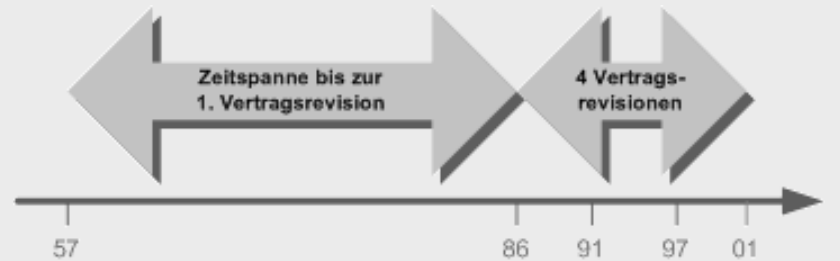 Zeitspanne bis zur
1. Vertragsrevision
4 Vertrags-
revisionen
57
86
91
97
01